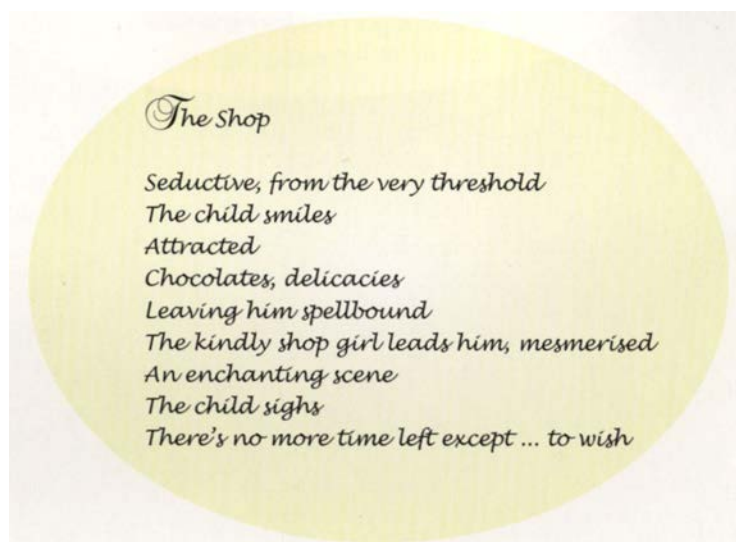 The Shop
Seductive, from the very threshold
The child smiles
Attracted
Chocolates, delicacies
Leaving him spellbound
The kindly shop girl leads him, mesmerised
An enchanting scene
The child sighs
There's no more time left except ... to wish